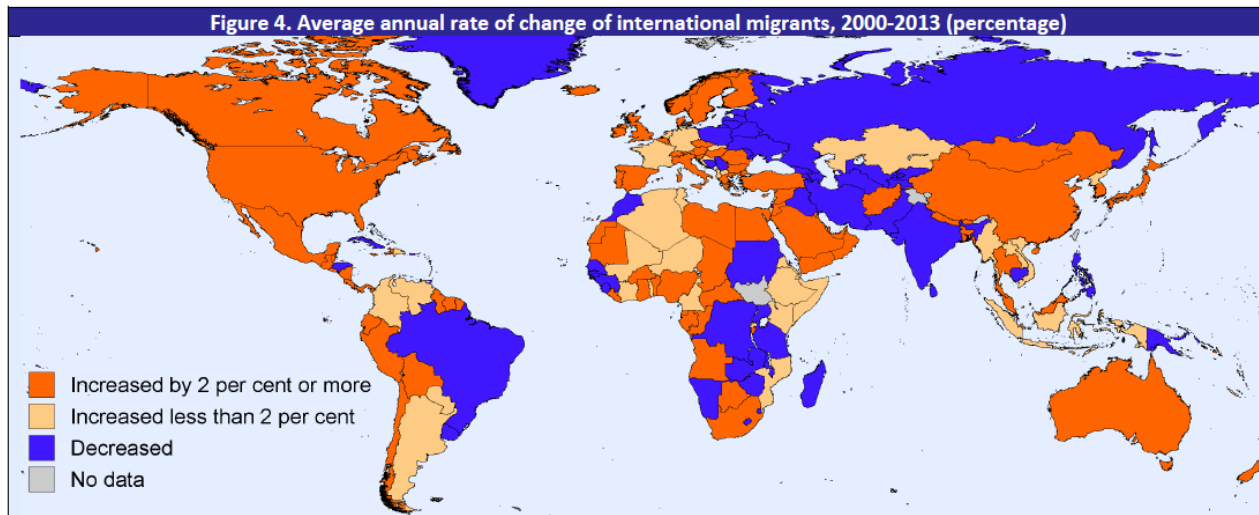 Figure 4. Average annual rate of change of international migrants, 2000-2013 (percentage)
Increased by 2 per cent or more
Increased less than 2 per cent
Decreased
No data